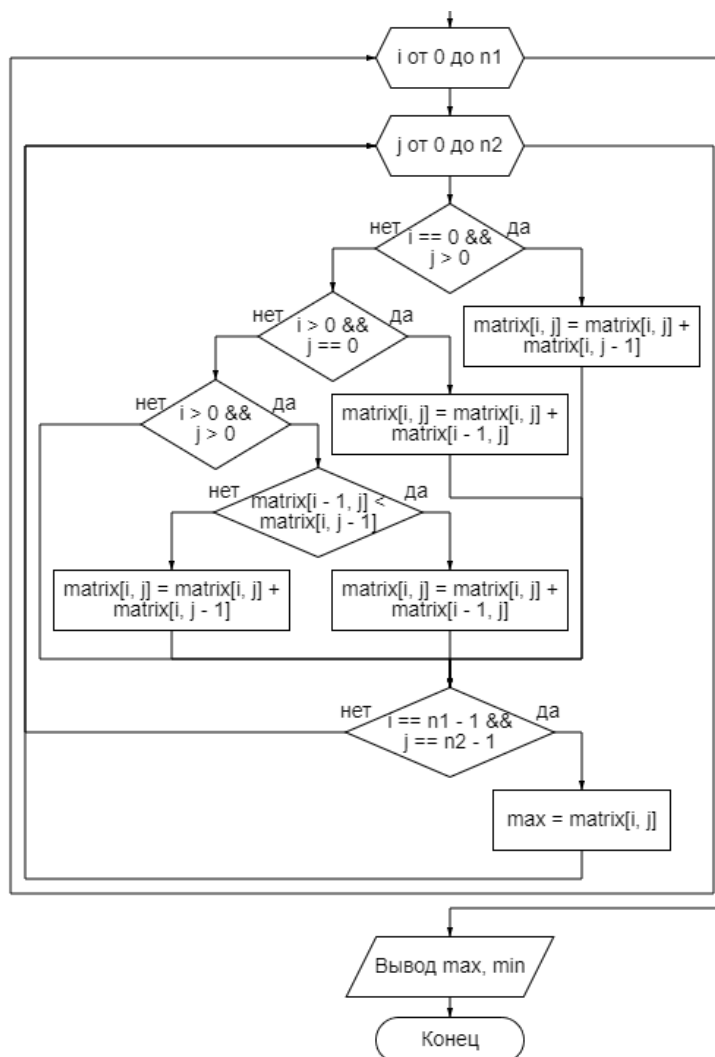 i от 0 до n1
j от 0 до n2
нет
i == 0 &&
j > 0
да
нет
i > 0 &&
j == 0
да
matrix[i, j] = matrix[i, j] +
matrix[i, j - 1]
нет
i > 0 &&
j > 0
да
matrix[i, j] = matrix[i, j] +
matrix[i - 1, j]
нет
matrix[i - 1, j] <
matrix[i, j - 1]
да
matrix[i, j] = matrix[i, j] +
matrix[i, j - 1]
matrix[i, j] = matrix[i, j] +
matrix[i - 1, j]
нет
i == n1 - 1 &&
j == n2 - 1
да
max = matrix[i, j]
Вывод max, min
Конец